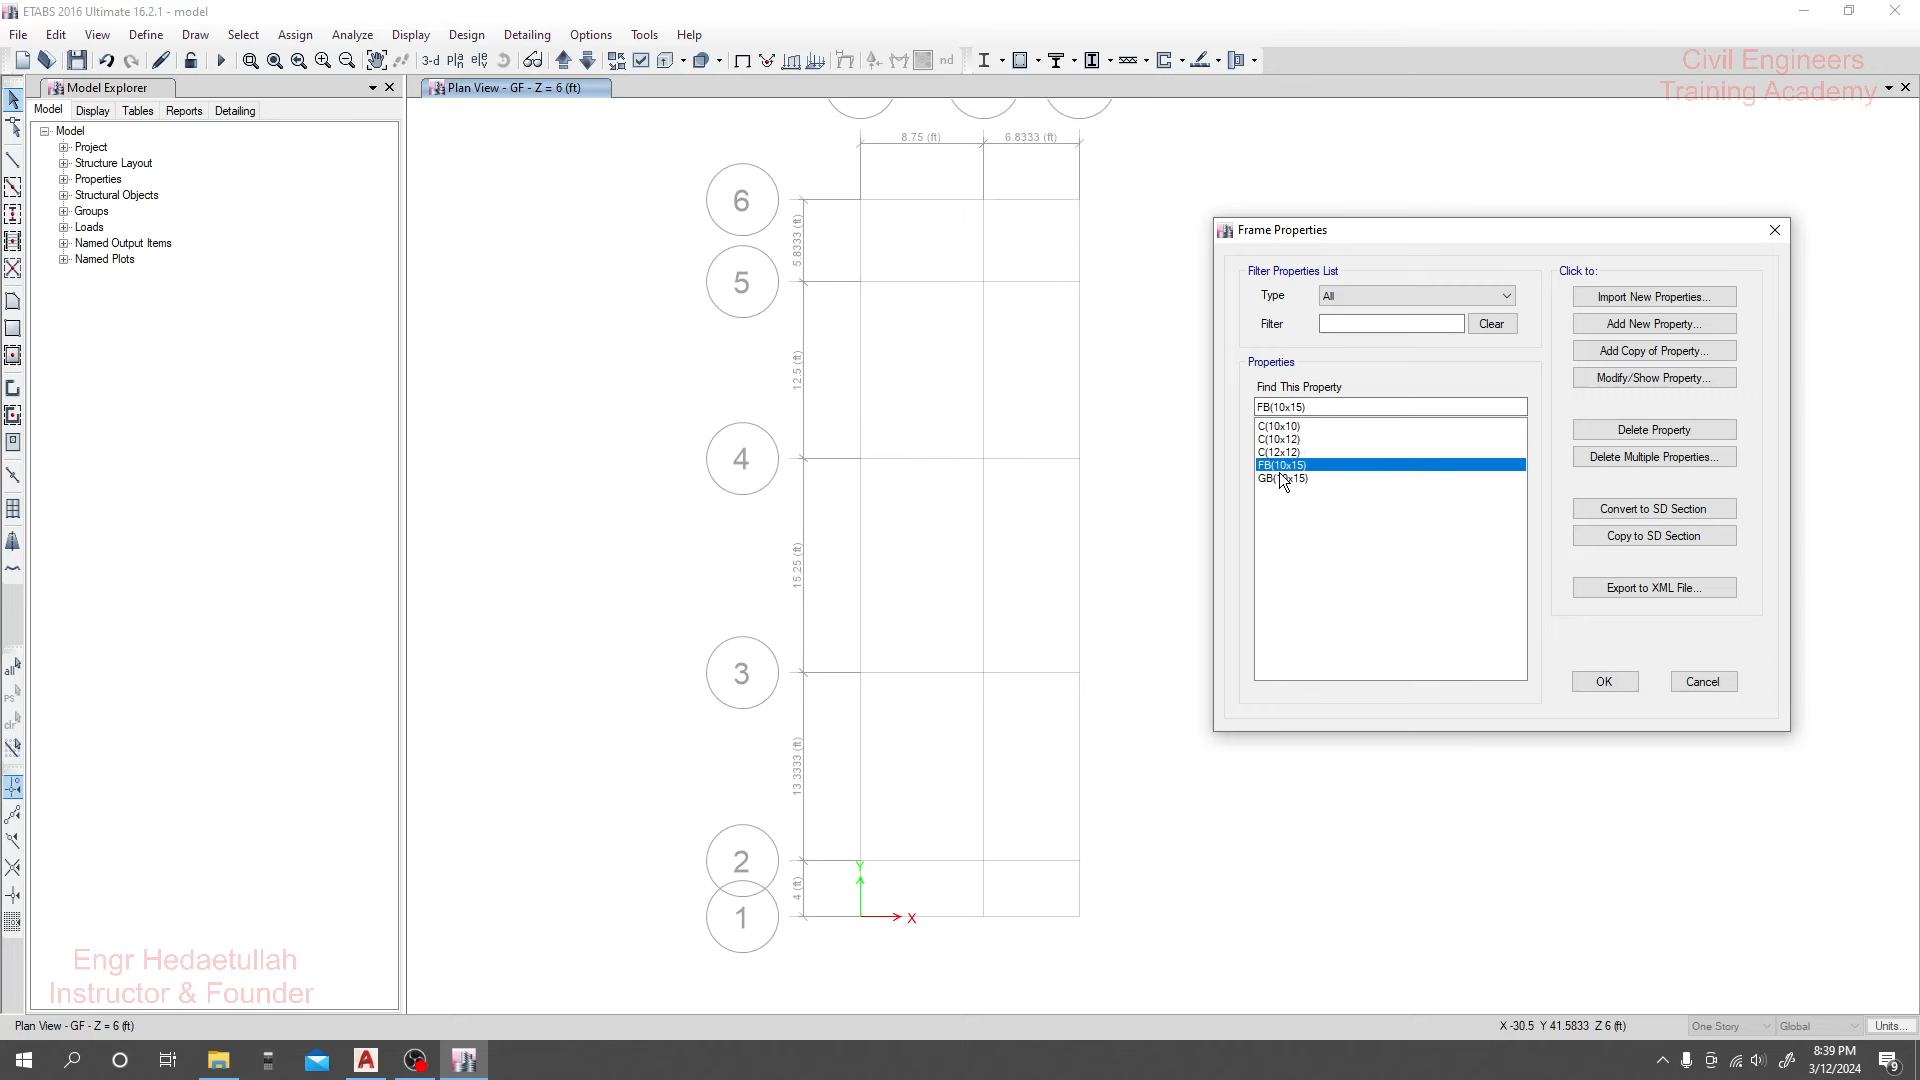 ETABS 2016 Ultimate 16.2.1 - model
File Edit View Define Draw Select Assign Analyze Display Design Detailing Options Tools Help
3-d
nd
Civil Engineers
Training Academy
Model Explorer
Plan View - GF - Z = 6 (ft)
Model Display Tables Reports Detailing
Model
Project
Structure Layout
Properties
Structural Objects
Groups
Loads
Named Output Items
Named Plots
8.75 (ft)
6.8333 (ft)
6
5.8333 (ft)
5
12.5 (ft)
4
15.25 (ft)
3
13.3333 (ft)
2
4 (ft)
1
Y
X
Frame Properties
Filter Properties List
Type
All
Filter
Clear
Properties
Find This Property
FB(10x15)
C(10x10)
C(10x12)
C(12x12)
FB(10x15)
Click to:
Import New Properties...
Add New Property...
Add Copy of Property...
Modify/Show Property...
Delete Property
Delete Multiple Properties...
Convert to SD Section
Copy to SD Section
Export to XML File...
OK
Cancel
all
ps
clr
Engr Hedaetullah
Instructor & Founder
Plan View - GF - Z = 6 (ft)
X -30.5 Y 41.5833 Z 6 (ft)
One Story
Global
Units...
8:39 PM
3/12/2024
9